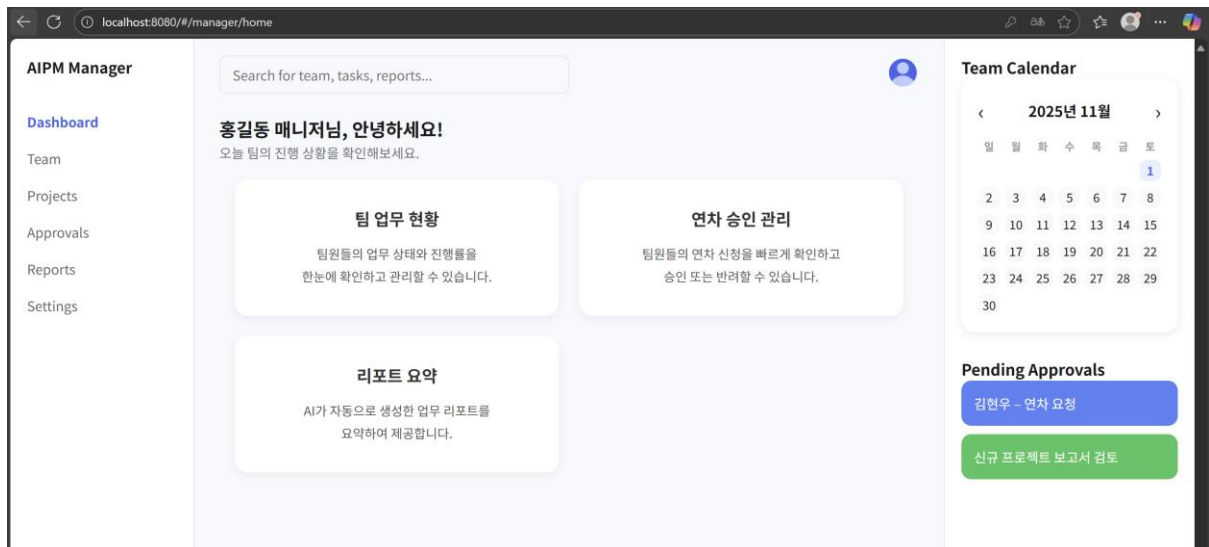 localhost:8080/#/manager/home
AIPM Manager
Dashboard
Team
Projects
Approvals
Reports
Settings
Search for team, tasks, reports...
홍길동 매니저님, 안녕하세요!
오늘 팀의 진행 상황을 확인해보세요.
팀 업무 현황
팀원들의 업무 상태와 진행률을
한눈에 확인하고 관리할 수 있습니다.
연차 승인 관리
팀원들의 연차 신청을 빠르게 확인하고
승인 또는 반려할 수 있습니다.
리포트 요약
AI가 자동으로 생성한 업무 리포트를
요약하여 제공합니다.
Team Calendar
‹ 2025년 11월 ›
일 월 화 수 목 금 토
1
2 3 4 5 6 7 8
9 10 11 12 13 14 15
16 17 18 19 20 21 22
23 24 25 26 27 28 29
30
Pending Approvals
김현우 – 연차 요청
신규 프로젝트 보고서 검토